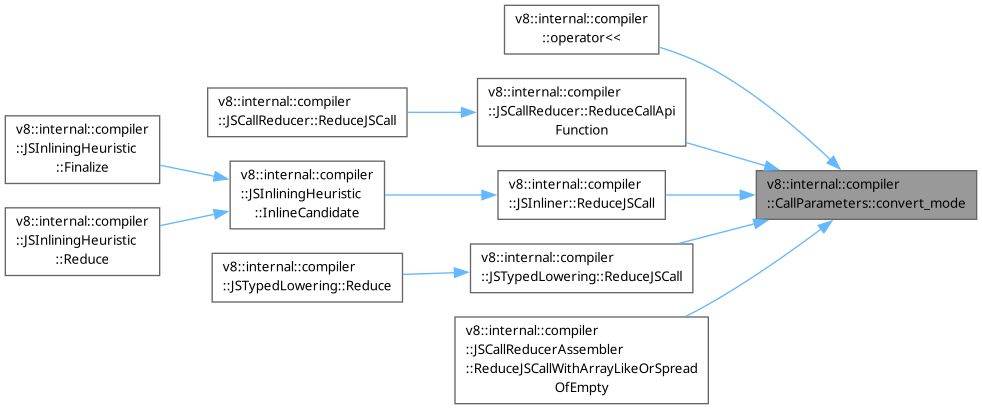 v8::internal::compiler
::operator<<
v8::internal::compiler
::JSCallReducer::ReduceCallApi
Function
v8::internal::compiler
::JSCallReducer::ReduceJSCall
v8::internal::compiler
::JSInliningHeuristic
::Finalize
v8::internal::compiler
::JSInliningHeuristic
::InlineCandidate
v8::internal::compiler
::JSInliner::ReduceJSCall
v8::internal::compiler
::CallParameters::convert_mode
v8::internal::compiler
::JSInliningHeuristic
::Reduce
v8::internal::compiler
::JSTypedLowering::Reduce
v8::internal::compiler
::JSTypedLowering::ReduceJSCall
v8::internal::compiler
::JSCallReducerAssembler
::ReduceJSCallWithArrayLikeOrSpread
OfEmpty